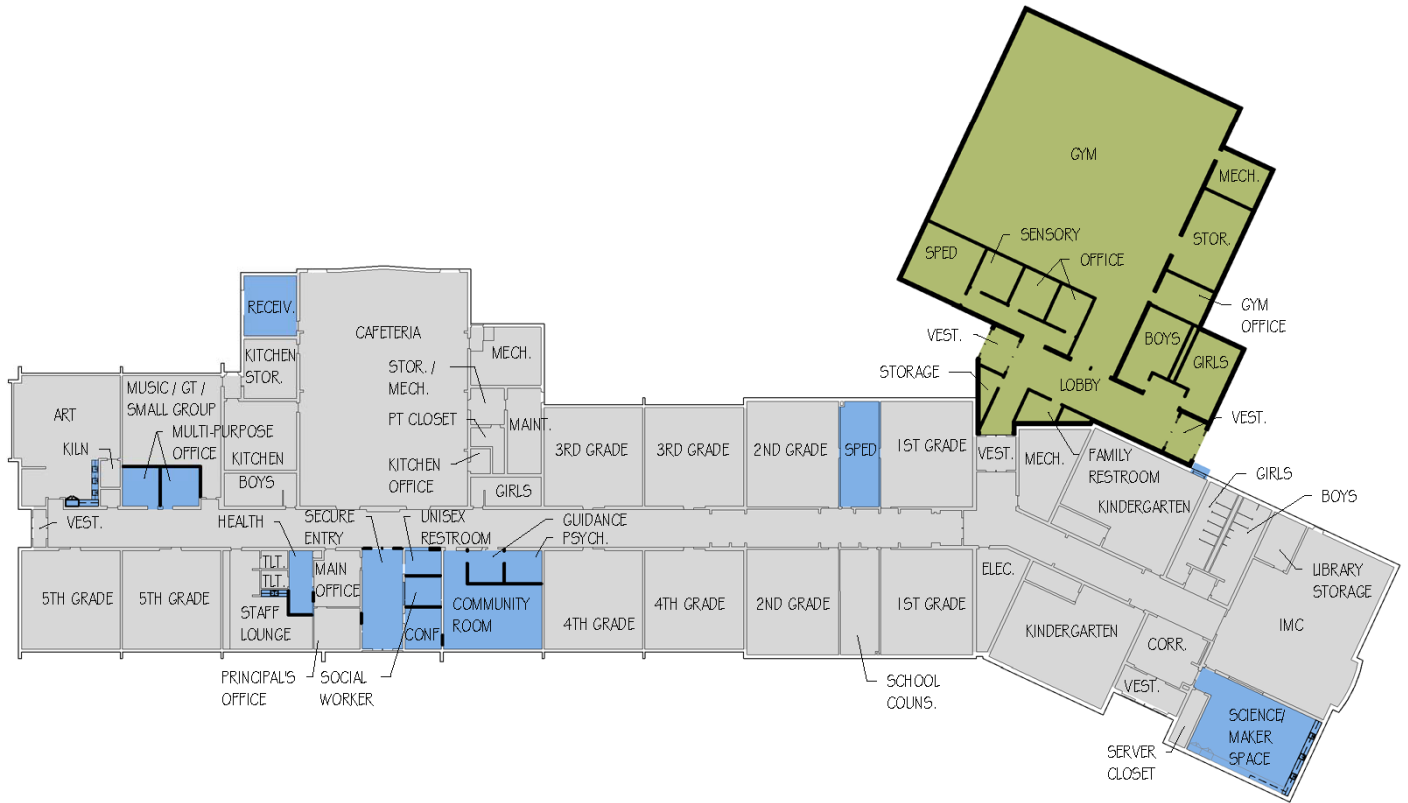 GYM
MECH.
STOR.
SENSORY
SPED
OFFICE
GYM
OFFICE
VEST.
BOYS
GIRLS
STORAGE
LOBBY
VEST.
RECEIV.
CAFETERIA
KITCHEN
STOR.
MECH.
STOR. /
MECH.
ART
MUSIC / GT /
SMALL GROUP
MULTI-PURPOSE
OFFICE
KILN
PT CLOSET
MAINT.
KITCHEN
KITCHEN
OFFICE
BOYS
GIRLS
3RD GRADE
3RD GRADE
2ND GRADE
SPED
1ST GRADE
VEST.
MECH.
FAMILY
RESTROOM
KINDERGARTEN
GIRLS
BOYS
VEST.
HEALTH
SECURE
ENTRY
UNISEX
RESTROOM
GUIDANCE
PSYCH.
TLT.
TLT.
MAIN
OFFICE
5TH GRADE
5TH GRADE
STAFF
LOUNGE
CONF
COMMUNITY
ROOM
4TH GRADE
4TH GRADE
2ND GRADE
1ST GRADE
ELEC.
KINDERGARTEN
CORR.
LIBRARY
STORAGE
IMC
PRINCIPAL'S
OFFICE
SOCIAL
WORKER
SCHOOL
COUNS.
VEST.
SCIENCE/
MAKER
SPACE
SERVER
CLOSET